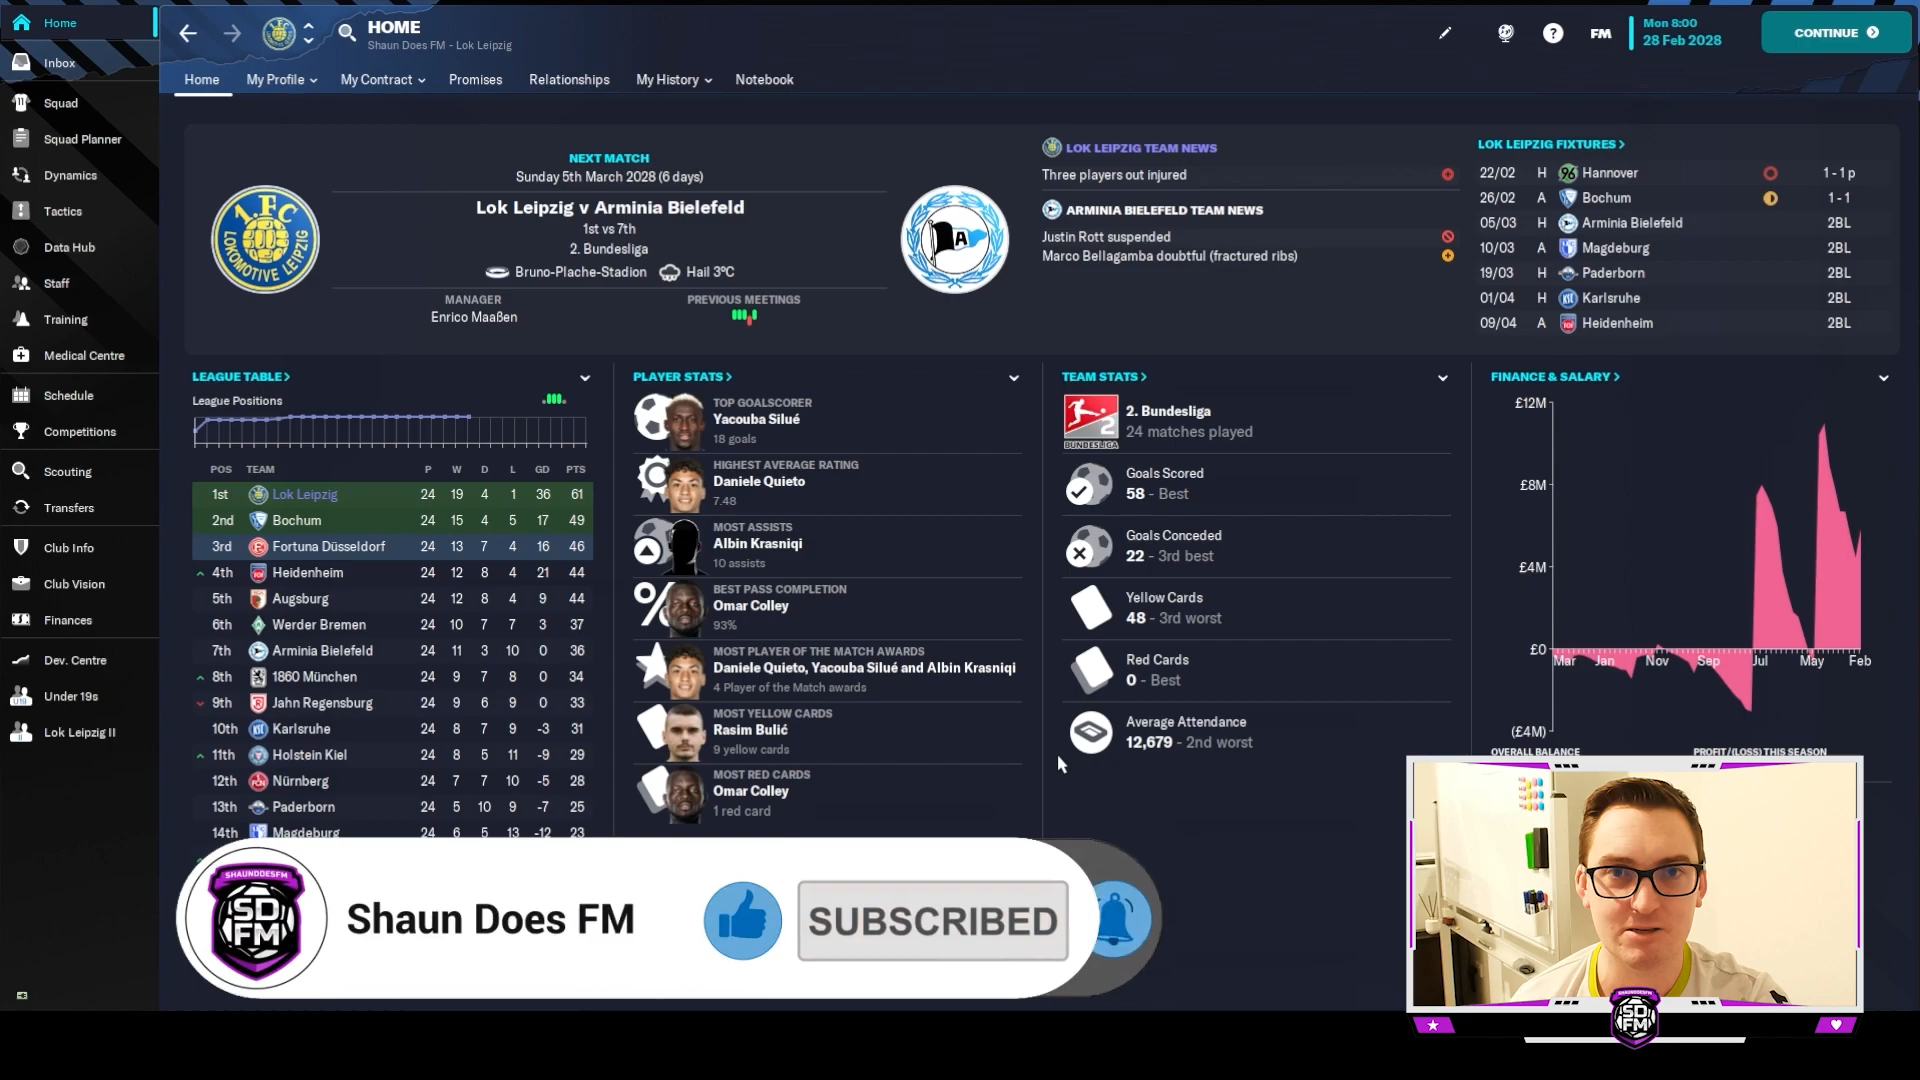 Home
Inbox
Squad
Squad Planner
Dynamics
Tactics
Data Hub
Staff
Training
Medical Centre
Schedule
Competitions
Scouting
Transfers
Club Info
Club Vision
Finances
Dev. Centre
Under 19s
Lok Leipzig II
HOME
Shaun Does FM - Lok Leipzig
FM
Mon 8:00
28 Feb 2028
CONTINUE
Home My Profile My Contract Promises Relationships My History Notebook
NEXT MATCH
Sunday 5th March 2028 (6 days)
Lok Leipzig v Arminia Bielefeld
1st vs 7th
2. Bundesliga
Bruno-Plache-Stadion Hail 3ºC
MANAGER
Enrico Maaßen
PREVIOUS MEETINGS
1.FC
LOKOMOTIVE LEIPZIG
A
LOK LEIPZIG TEAM NEWS
Three players out injured
ARMINIA BIELEFELD TEAM NEWS
Justin Rott suspended
Marco Bellagamba doubtful (fractured ribs)
LOK LEIPZIG FIXTURES >
22/02 H Hannover 1 - 1 p
26/02 A Bochum 1 - 1
05/03 H Arminia Bielefeld 2BL
10/03 A Magdeburg 2BL
19/03 H Paderborn 2BL
01/04 H Karlsruhe 2BL
09/04 A Heidenheim 2BL
LEAGUE TABLE >
League Positions
POS TEAM P W D L GD PTS
1st Lok Leipzig 24 19 4 1 36 61
2nd Bochum 24 15 4 5 17 49
3rd Fortuna Düsseldorf 24 13 7 4 16 46
4th Heidenheim 24 12 8 4 21 44
5th Augsburg 24 12 8 4 9 44
6th Werder Bremen 24 10 7 7 3 37
7th Arminia Bielefeld 24 11 3 10 0 36
8th 1860 München 24 9 7 8 0 34
9th Jahn Regensburg 24 9 6 9 0 33
10th Karlsruhe 24 8 7 9 -3 31
11th Holstein Kiel 24 8 5 11 -9 29
12th Nürnberg 24 7 7 10 -5 28
13th Paderborn 24 5 10 9 -7 25
14th Magdeburg 24 6 5 13 -12 23
PLAYER STATS >
TOP GOALSCORER
Yacouba Silué
18 goals
HIGHEST AVERAGE RATING
Daniele Quieto
7.48
MOST ASSISTS
Albin Krasniqi
10 assists
BEST PASS COMPLETION
Omar Colley
93%
MOST PLAYER OF THE MATCH AWARDS
Daniele Quieto, Yacouba Silué and Albin Krasniqi
4 Player of the Match awards
MOST YELLOW CARDS
Rasim Bulić
9 yellow cards
MOST RED CARDS
Omar Colley
1 red card
TEAM STATS >
2
BUNDESLIGA
2. Bundesliga
24 matches played
Goals Scored
58 - Best
Goals Conceded
22 - 3rd best
Yellow Cards
48 - 3rd worst
Red Cards
0 - Best
Average Attendance
12,679 - 2nd worst
FINANCE & SALARY >
£12M
£8M
£4M
£0
(£4M)
Mar Jan Nov Sep Jul May Feb
OVERALL BALANCE PROFIT/(LOSS) THIS SEASON
SHAUNDOESFM
SD
FM
Shaun Does FM
SUBSCRIBED
SHAUNDOESFM
SD
FM